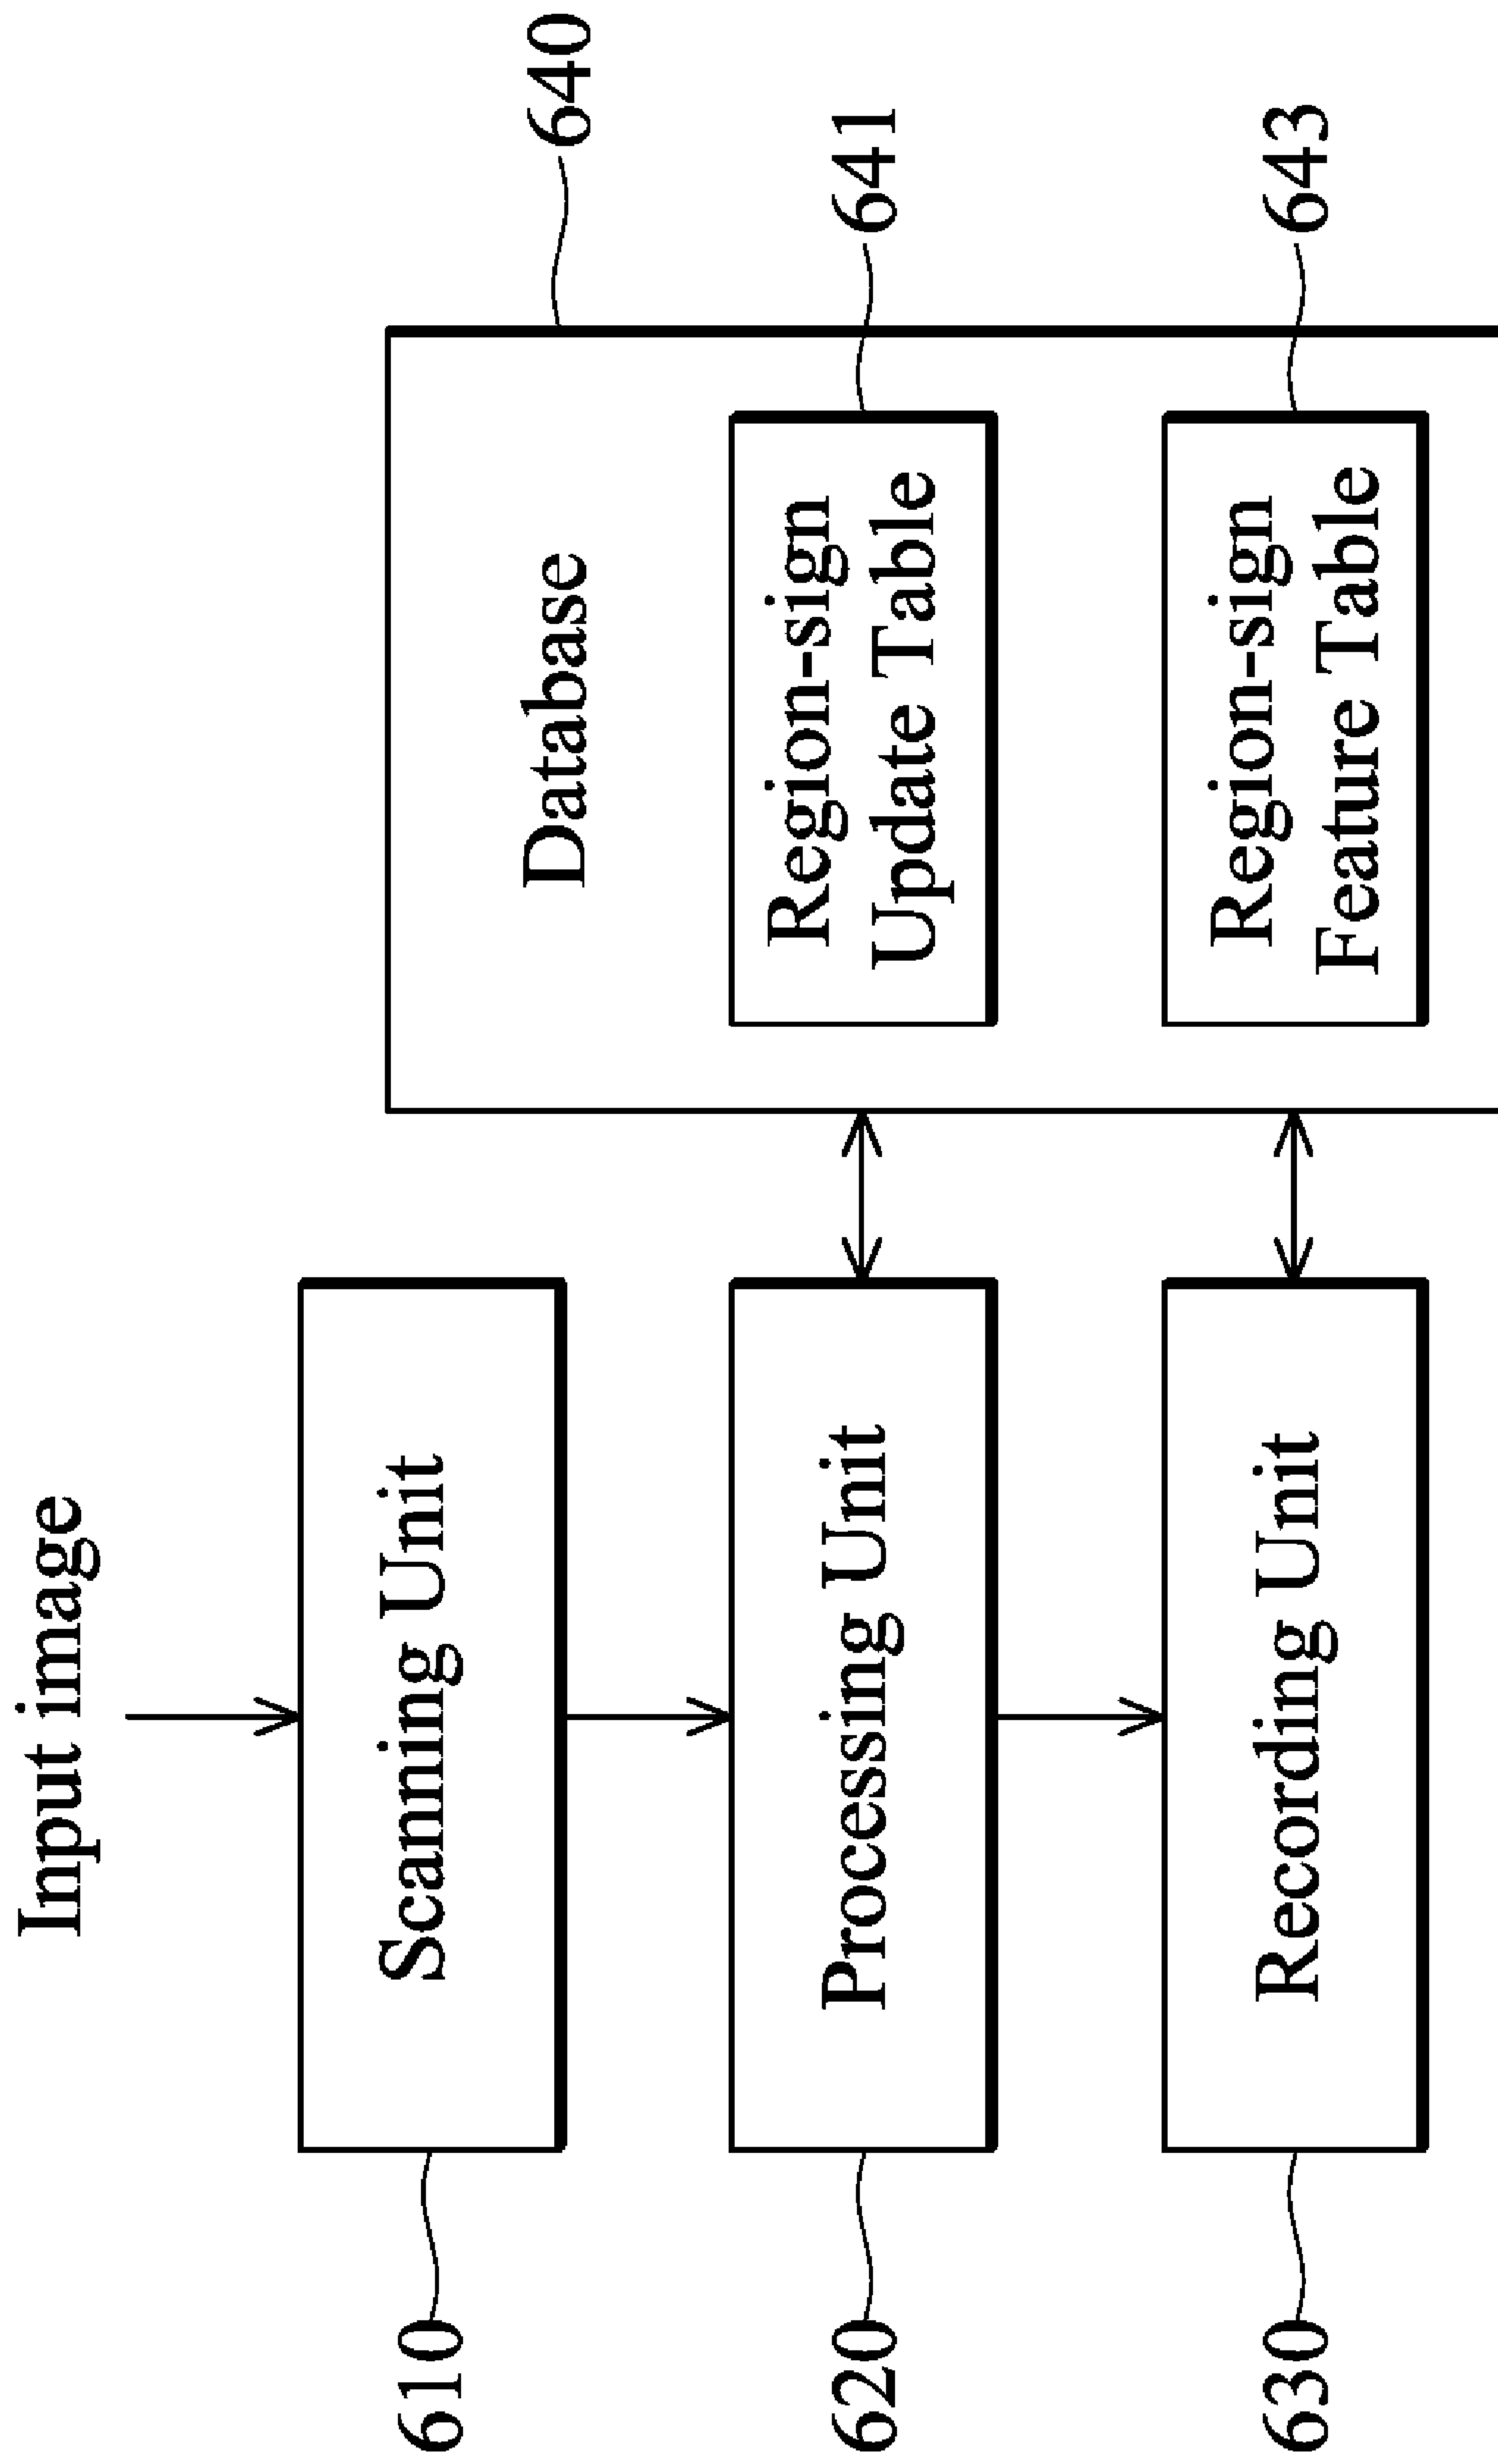 Input image
Scanning Unit
610
Processing Unit
620
Recording Unit
630
Database
640
Region-sign
Update Table
641
Region-sign
Feature Table
643